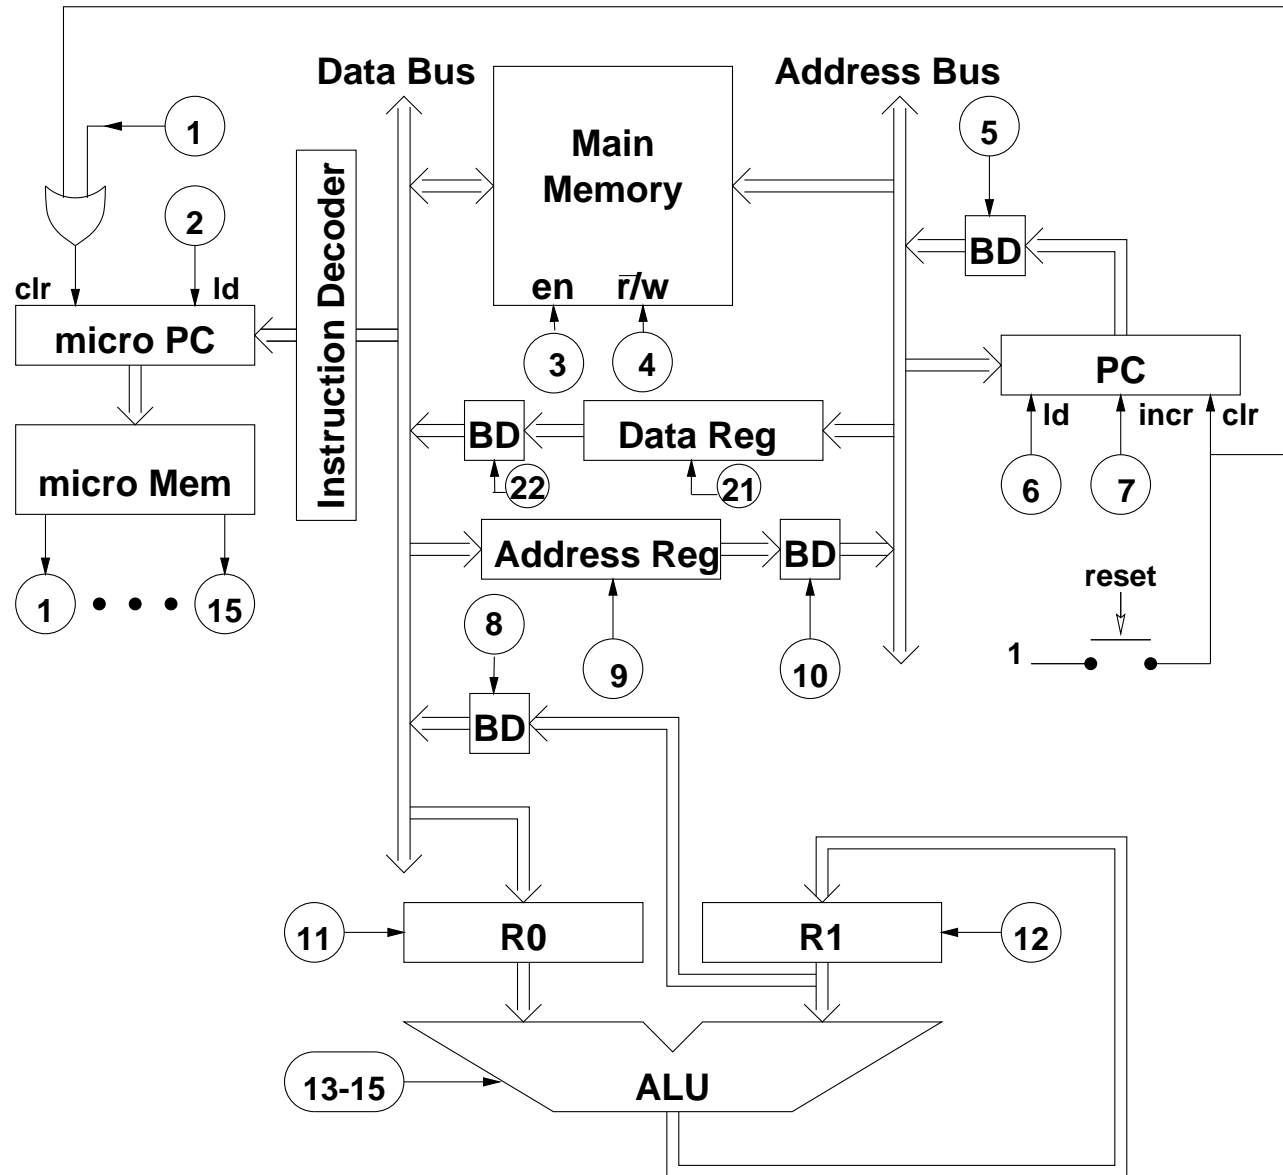 Data Bus
Address Bus
1
5
Main
Memory
2
BD
Instruction Decoder
clr
ld
en
r̅/w
micro PC
3
4
PC
ld
incr
clr
BD
Data Reg
micro Mem
22
21
6
7
Address Reg
BD
reset
1
15
8
9
10
1
BD
11
R0
R1
12
13-15
ALU